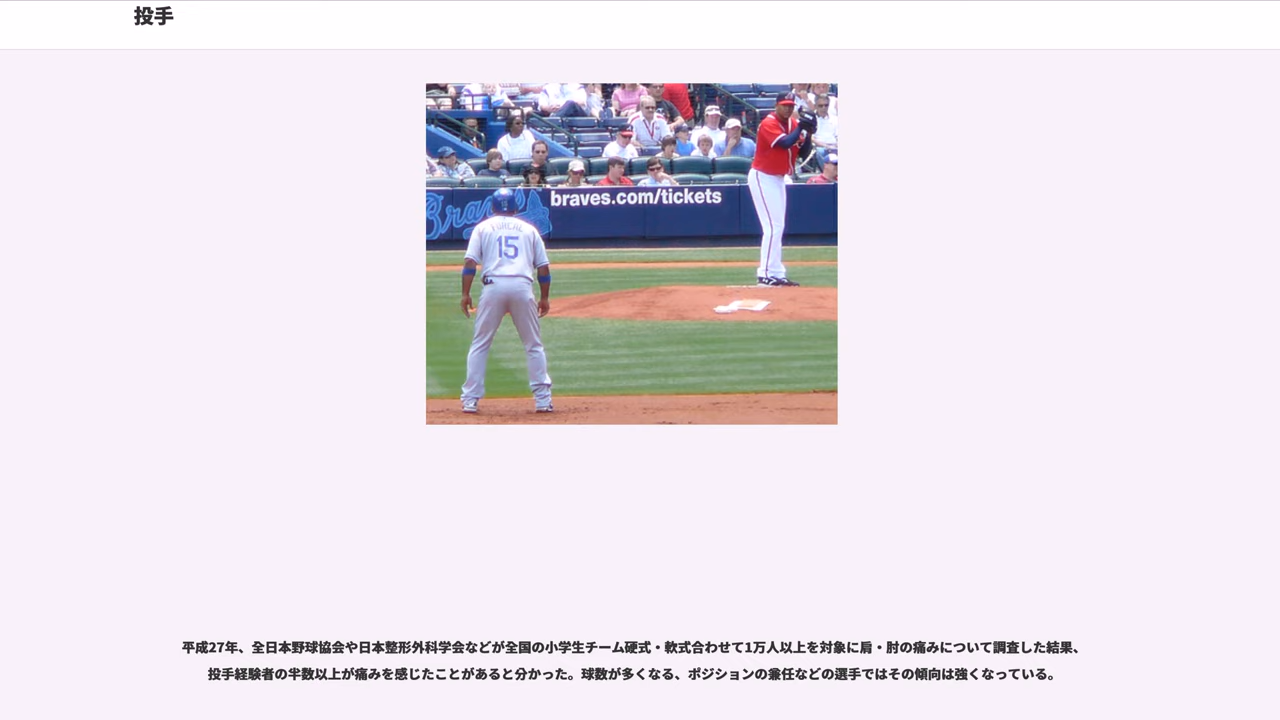 投手
braves.com/tickets
Braves
FURCAL
15
平成27年、全日本野球協会や日本整形外科学会などが全国の小学生チーム硬式・軟式合わせて1万人以上を対象に肩・肘の痛みについて調査した結果、
投手経験者の半数以上が痛みを感じたことがあると分かった。球数が多くなる、ポジションの兼任などの選手ではその傾向は強くなっている。